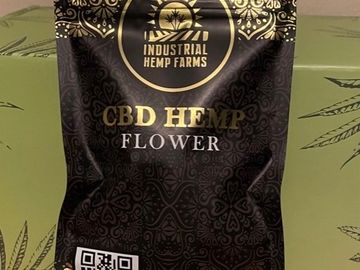 INDUSTRIAL
HEMP FARMS
CBD HEMP
FLOWER